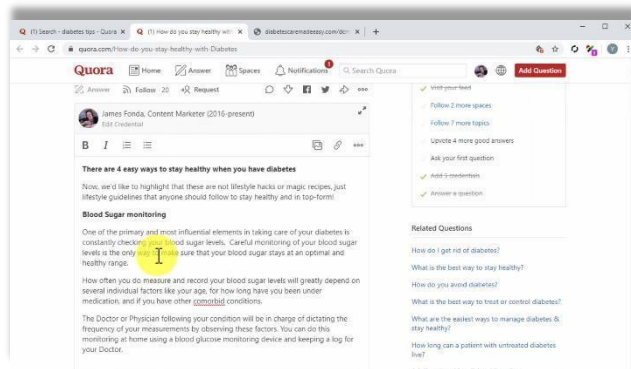 (1) Search - diabetes tips - Quora
(1) How do you stay healthy with
diabetescaremadeeasy.com/dcm
quora.com/How-do-you-stay-healthy-with-Diabetes
Quora
Home
Answer
Spaces
Notifications
Search Quora
Add Question
Answer
Follow 20
Request
James Fonda, Content Marketer (2016-present)
Edit Credential
B I
There are 4 easy ways to stay healthy when you have diabetes
Now, we'd like to highlight that these are not lifestyle hacks or magic recipes, just
lifestyle guidelines that anyone should follow to stay healthy and in top-form!
Blood Sugar monitoring
One of the primary and most influential elements in taking care of your diabetes is
constantly checking your blood sugar levels. Careful monitoring of your blood sugar
levels is the only way to make sure that your blood sugar stays at an optimal and
healthy range.
How often you do measure and record your blood sugar levels will greatly depend on
several individual factors like your age, for how long have you been under
medication, and if you have other comorbid conditions.
The Doctor or Physician following your condition will be in charge of dictating the
frequency of your measurements by observing these factors. You can do this
monitoring at home using a blood glucose monitoring device and keeping a log for
your Doctor.
Visit your feed
Follow 2 more spaces
Follow 7 more topics
Upvote 4 more good answers
Ask your first question
Add 3 credentials
Answer a question
Related Questions
How do I get rid of diabetes?
What is the best way to stay healthy?
How do you avoid diabetes?
What is the best way to treat or control diabetes?
What are the easiest ways to manage diabetes &
stay healthy?
How long can a patient with untreated diabetes
live?